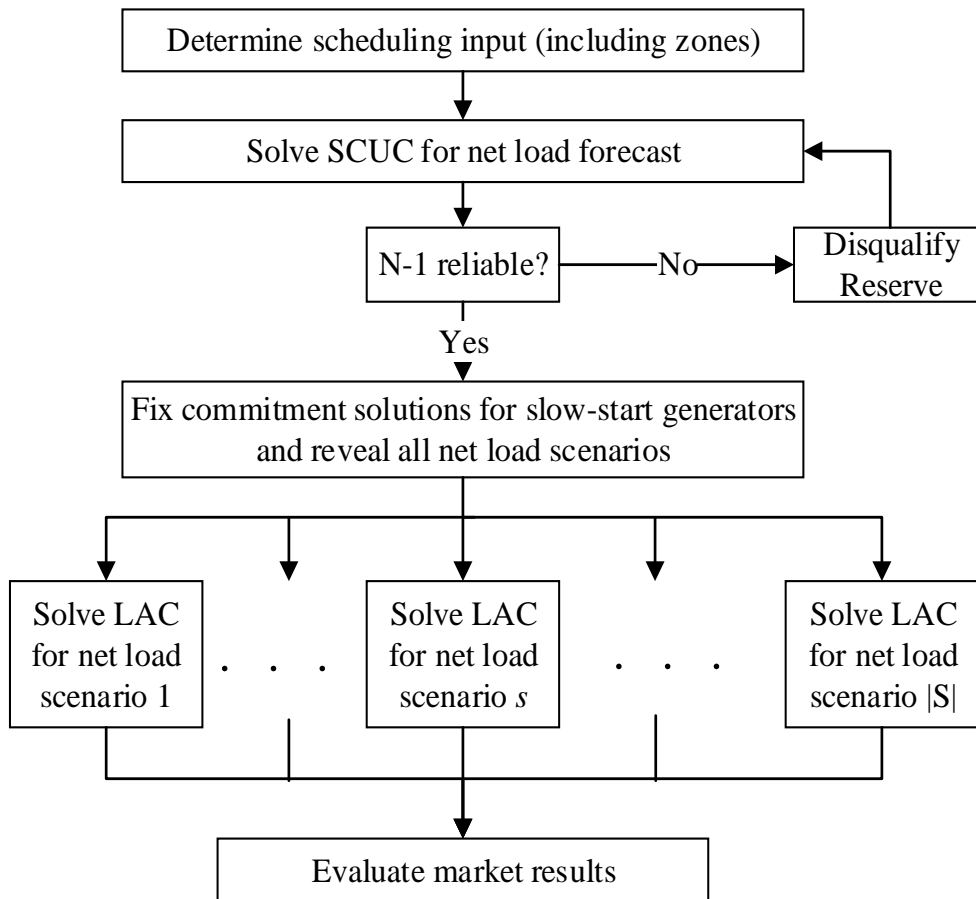 Determine scheduling input (including zones)
Solve SCUC for net load forecast
N-1 reliable?
No
Disqualify
Reserve
Yes
Fix commitment solutions for slow-start generators
and reveal all net load scenarios
Solve LAC
for net load
scenario 1
. . .
Solve LAC
for net load
scenario s
. . .
Solve LAC
for net load
scenario |S|
Evaluate market results